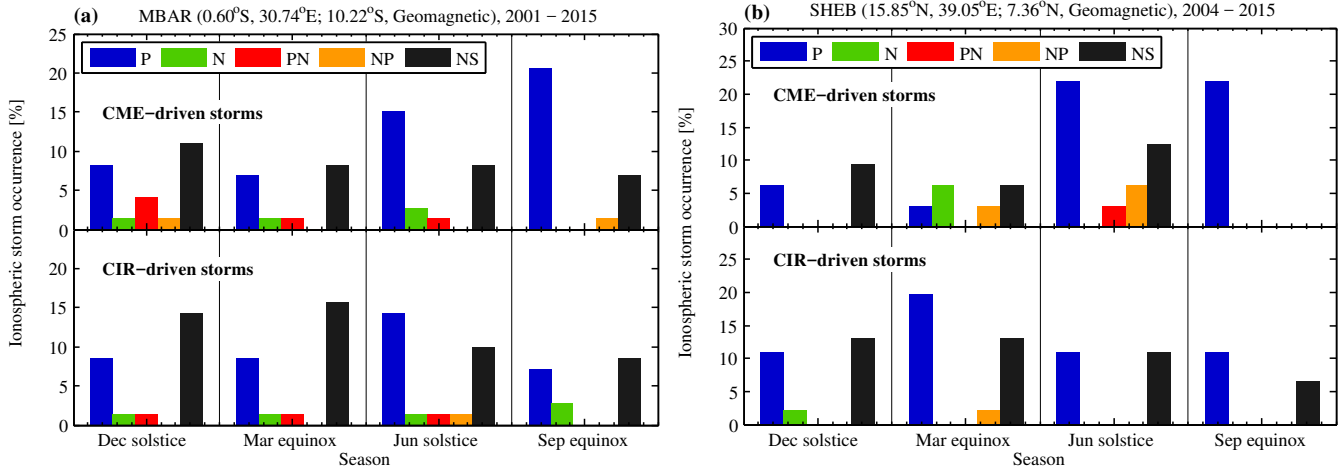 (a) MBAR (0.60°S, 30.74°E; 10.22°S, Geomagnetic), 2001 − 2015
25
20
15
10
5
0
P N PN NP NS
CME−driven storms
Ionospheric storm occurrence [%]
20
15
10
5
0
CIR−driven storms
Dec solstice Mar equinox Jun solstice Sep equinox
Season
(b) SHEB (15.85°N, 39.05°E; 7.36°N, Geomagnetic), 2004 − 2015
30
25
20
15
10
5
0
P N PN NP NS
CME−driven storms
Ionospheric storm occurrence [%]
25
20
15
10
5
0
CIR−driven storms
Dec solstice Mar equinox Jun solstice Sep equinox
Season